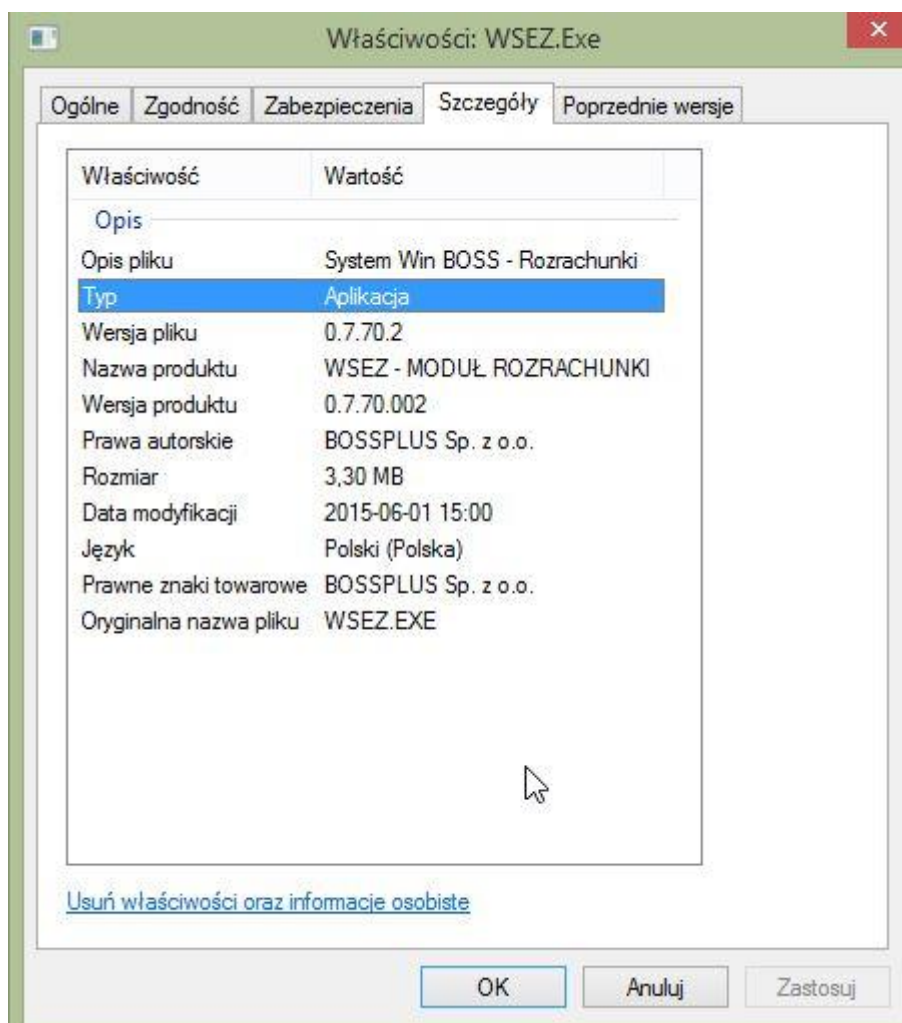 Właściwości: WSEZ.Exe
Ogólne Zgodność Zabezpieczenia Szczegóły Poprzednie wersje
Właściwość Wartość
Opis
Opis pliku System Win BOSS - Rozrachunki
Typ Aplikacja
Wersja pliku 0.7.70.2
Nazwa produktu WSEZ - MODUŁ ROZRACHUNKI
Wersja produktu 0.7.70.002
Prawa autorskie BOSSPLUS Sp. z o.o.
Rozmiar 3,30 MB
Data modyfikacji 2015-06-01 15:00
Język Polski (Polska)
Prawne znaki towarowe BOSSPLUS Sp. z o.o.
Oryginalna nazwa pliku WSEZ.EXE
Usuń właściwości oraz informacje osobiste
OK Anuluj Zastosuj